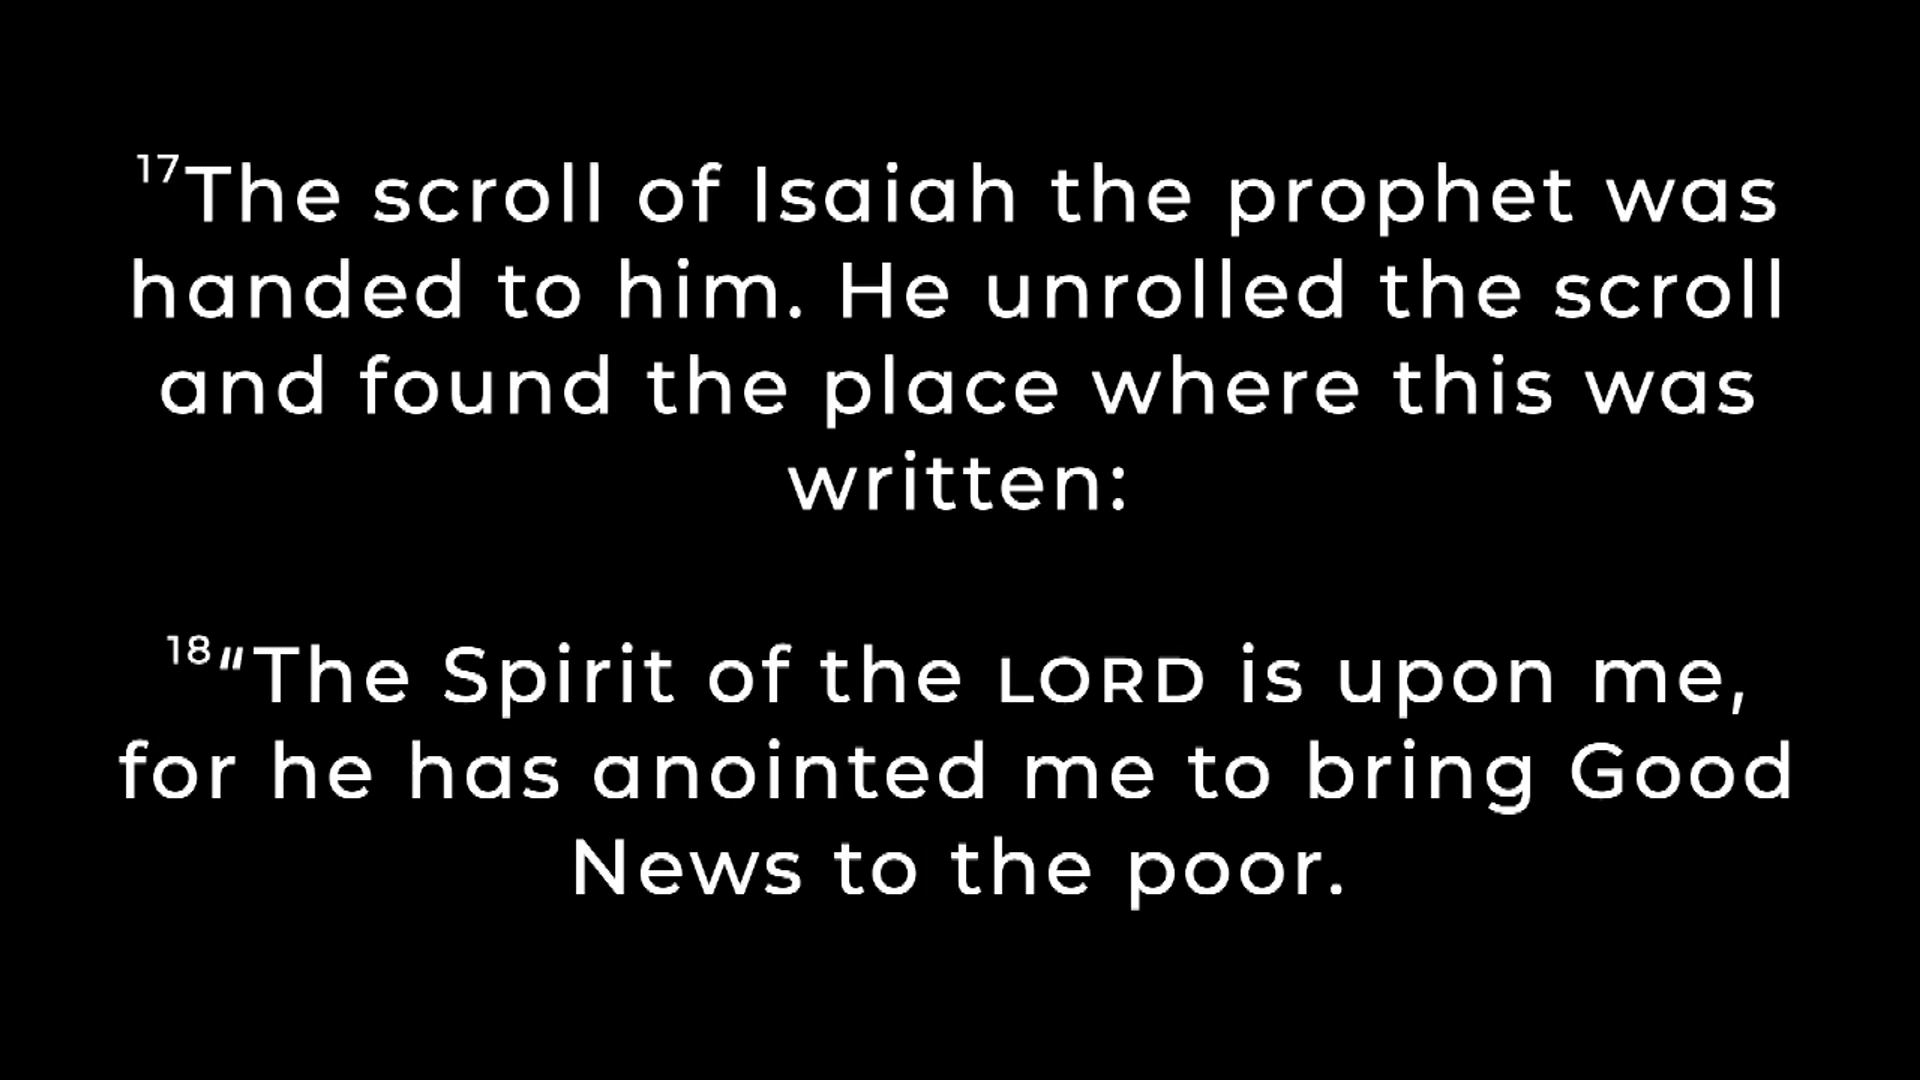 17The scroll of Isaiah the prophet was
handed to him. He unrolled the scroll
and found the place where this was
written:
18“The Spirit of the LORD is upon me,
for he has anointed me to bring Good
News to the poor.